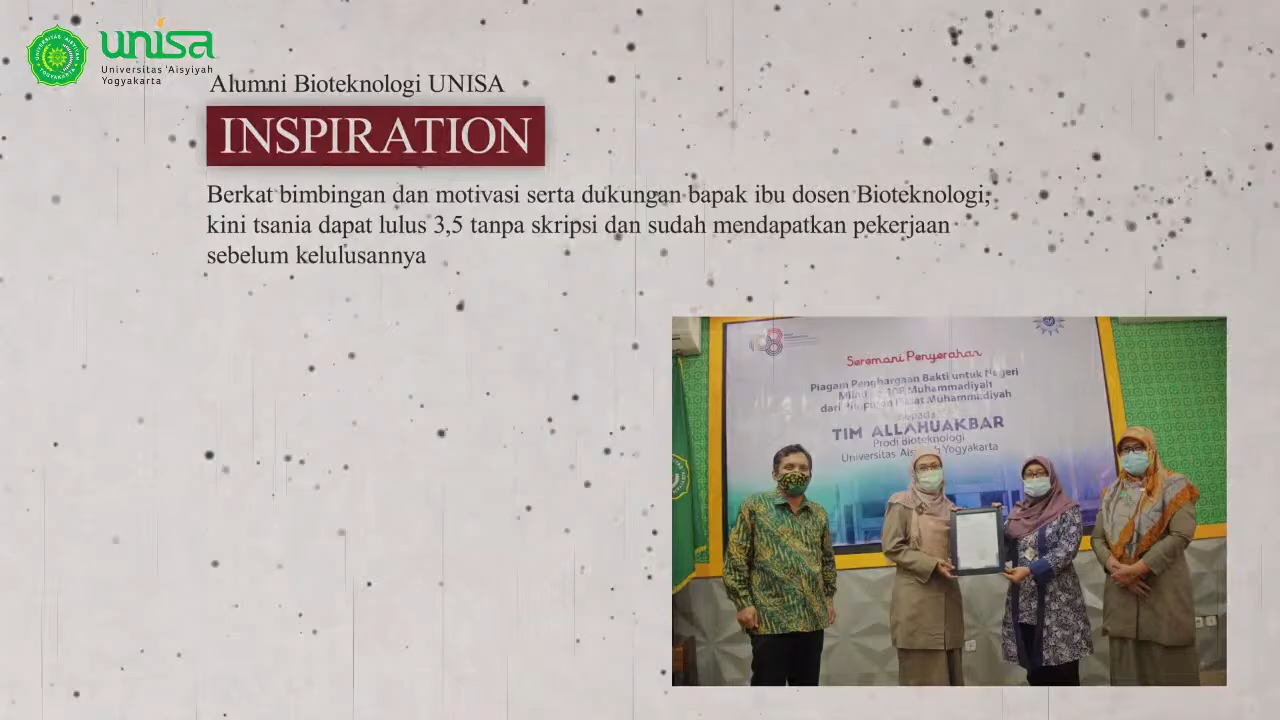 unisa
Universitas 'Aisyiyah
Yogyakarta
Alumni Bioteknologi UNISA
INSPIRATION
Berkat bimbingan dan motivasi serta dukungan bapak ibu dosen Bioteknologi,
kini tsania dapat lulus 3,5 tanpa skripsi dan sudah mendapatkan pekerjaan
sebelum kelulusannya
Seremoni Penyerahan
Piagam Penghargaan Bakti untuk Negeri
Muhammadiyah
dari Muhammadiyah
kepada
TIM ALLAHUAKBAR
Prodi Bioteknologi
Universitas Yogyakarta